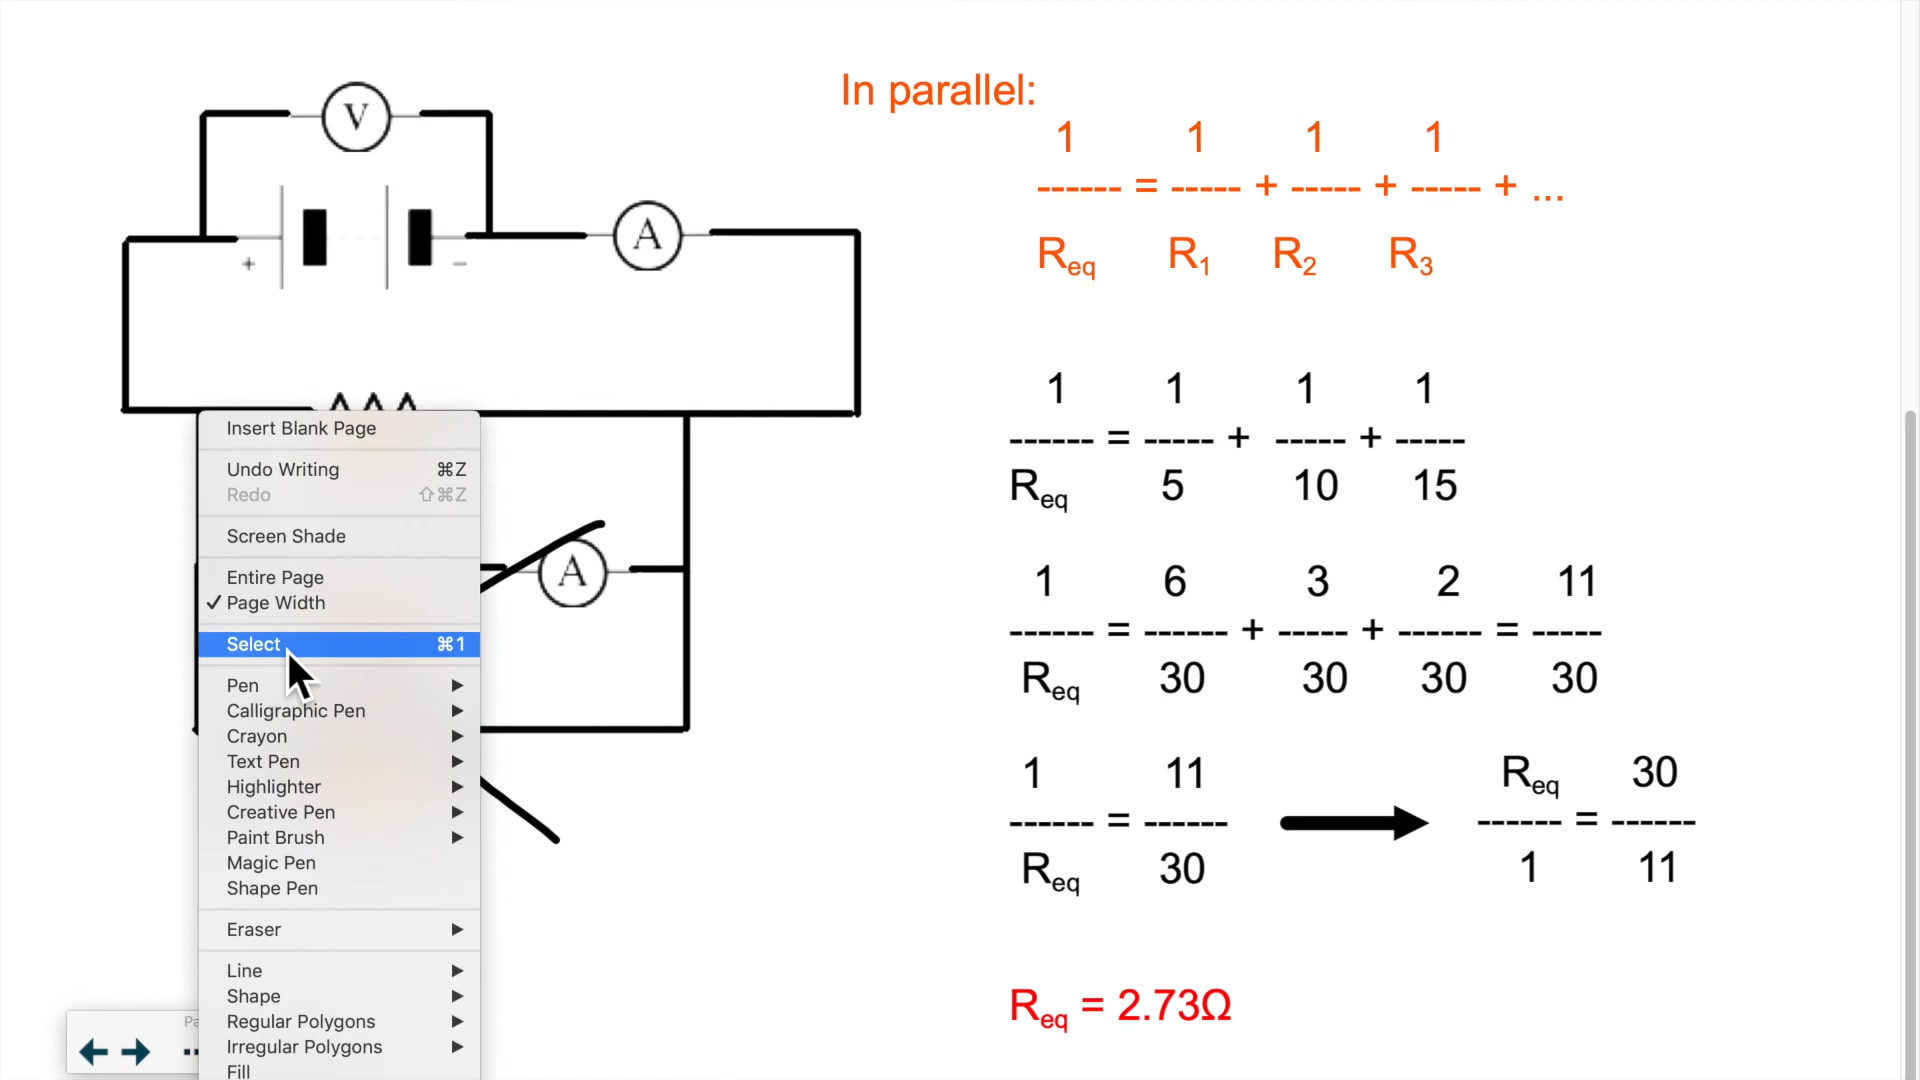 V
+ −
A
A
In parallel:
1 1 1 1
------ = ----- + ----- + ----- + ...
Req R1 R2 R3
1 1 1 1
------ = ----- + ----- + -----
Req 5 10 15
1 6 3 2 11
------ = ------ + ----- + ------ = -----
Req 30 30 30 30
1 11
------ = ------
Req 30
Req 30
------ = ------
1 11
Req = 2.73Ω
Insert Blank Page
Undo Writing ⌘Z
Redo ⇧⌘Z
Screen Shade
Entire Page
✓ Page Width
Select ⌘1
Pen ▶
Calligraphic Pen ▶
Crayon ▶
Text Pen ▶
Highlighter ▶
Creative Pen ▶
Paint Brush ▶
Magic Pen
Shape Pen
Eraser ▶
Line ▶
Shape ▶
Regular Polygons ▶
Irregular Polygons ▶
Fill